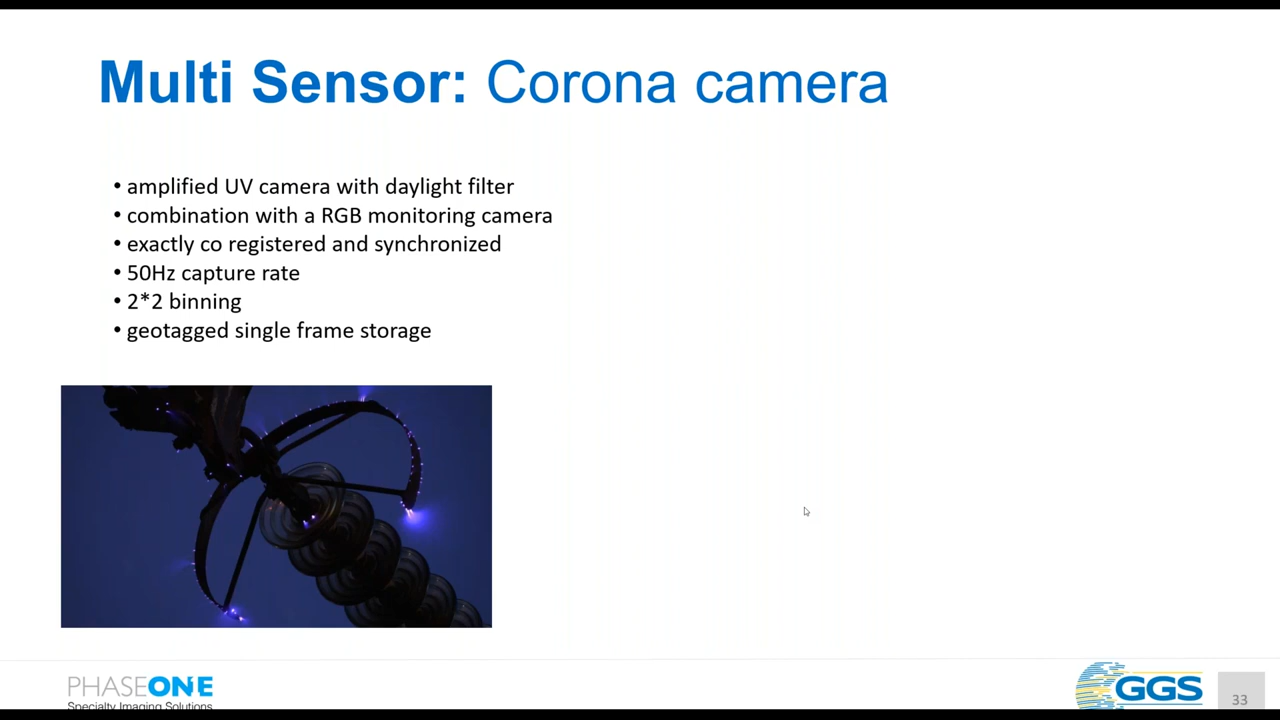 Multi Sensor: Corona camera
• amplified UV camera with daylight filter
• combination with a RGB monitoring camera
• exactly co registered and synchronized
• 50Hz capture rate
• 2*2 binning
• geotagged single frame storage
PHASEONE
Specialty Imaging Solutions
GGS
33